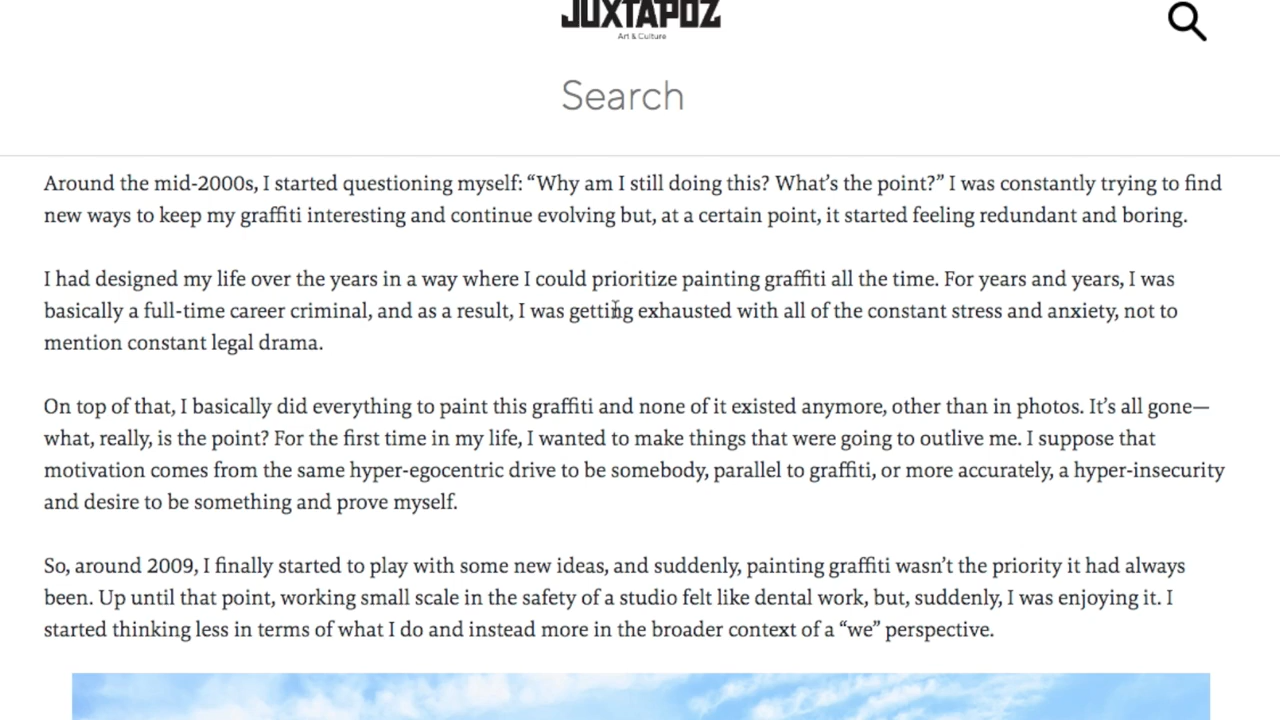 JUXTAPOZ
Art & Culture
Search
Around the mid-2000s, I started questioning myself: “Why am I still doing this? What’s the point?” I was constantly trying to find
new ways to keep my graffiti interesting and continue evolving but, at a certain point, it started feeling redundant and boring.
I had designed my life over the years in a way where I could prioritize painting graffiti all the time. For years and years, I was
basically a full-time career criminal, and as a result, I was getting exhausted with all of the constant stress and anxiety, not to
mention constant legal drama.
On top of that, I basically did everything to paint this graffiti and none of it existed anymore, other than in photos. It’s all gone—
what, really, is the point? For the first time in my life, I wanted to make things that were going to outlive me. I suppose that
motivation comes from the same hyper-egocentric drive to be somebody, parallel to graffiti, or more accurately, a hyper-insecurity
and desire to be something and prove myself.
So, around 2009, I finally started to play with some new ideas, and suddenly, painting graffiti wasn’t the priority it had always
been. Up until that point, working small scale in the safety of a studio felt like dental work, but, suddenly, I was enjoying it. I
started thinking less in terms of what I do and instead more in the broader context of a “we” perspective.